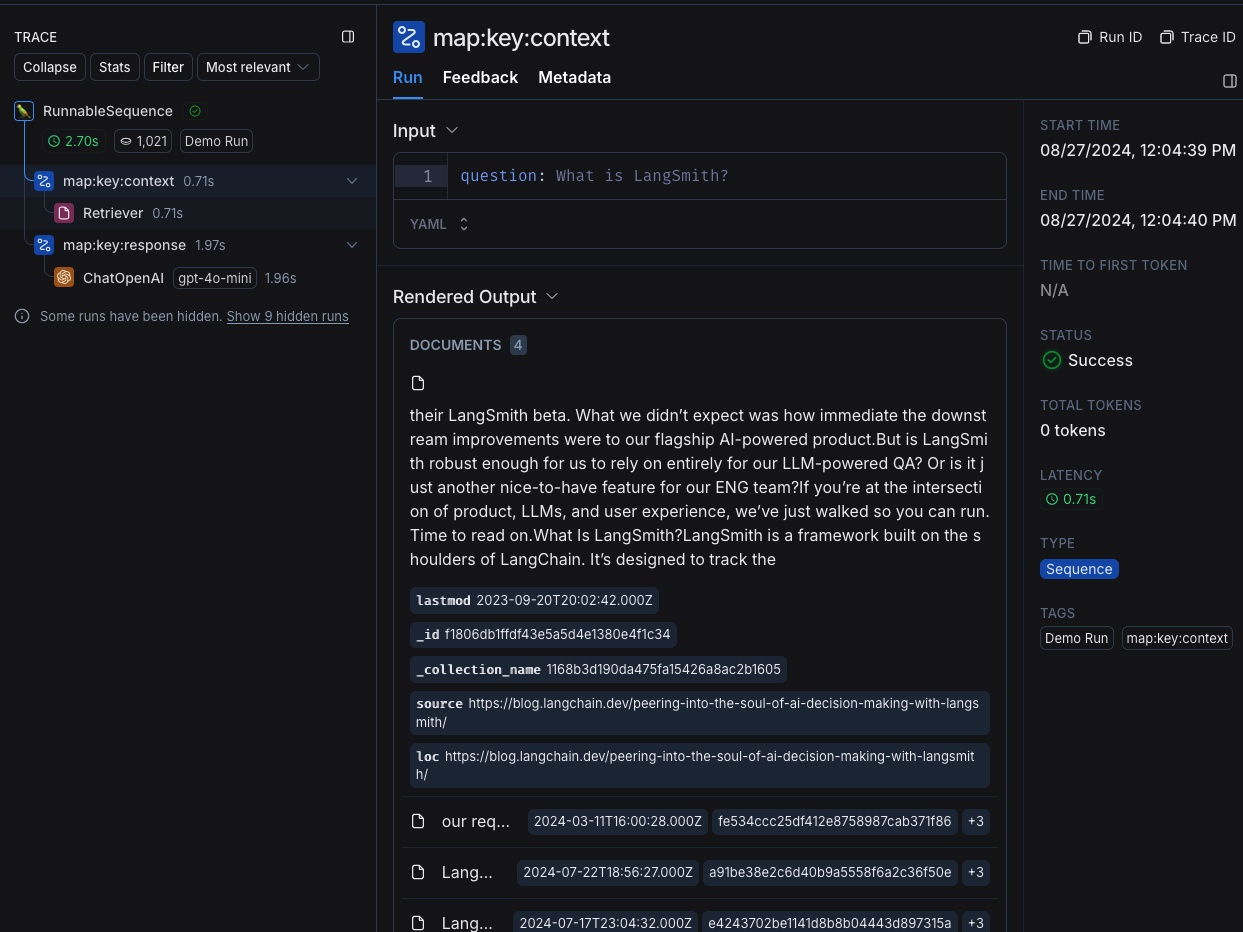 TRACE
Collapse
Stats
Filter
Most relevant
RunnableSequence
2.70s
1,021
Demo Run
map:key:context 0.71s
Retriever 0.71s
map:key:response 1.97s
ChatOpenAI gpt-4o-mini 1.96s
Some runs have been hidden. Show 9 hidden runs
map:key:context
Run ID
Trace ID
Run
Feedback
Metadata
Input
1 question: What is LangSmith?
YAML
Rendered Output
DOCUMENTS 4
their LangSmith beta. What we didn’t expect was how immediate the downst
ream improvements were to our flagship AI-powered product.But is LangSmi
th robust enough for us to rely on entirely for our LLM-powered QA? Or is it j
ust another nice-to-have feature for our ENG team?If you’re at the intersecti
on of product, LLMs, and user experience, we’ve just walked so you can run.
Time to read on.What Is LangSmith?LangSmith is a framework built on the s
houlders of LangChain. It’s designed to track the
lastmod 2023-09-20T20:02:42.000Z
_id f1806db1ffdf43e5a5d4e1380e4f1c34
_collection_name 1168b3d190da475fa15426a8ac2b1605
source https://blog.langchain.dev/peering-into-the-soul-of-ai-decision-making-with-langs
mith/
loc https://blog.langchain.dev/peering-into-the-soul-of-ai-decision-making-with-langsmit
h/
our req... 2024-03-11T16:00:28.000Z fe534ccc25df412e8758987cab371f86 +3
Lang... 2024-07-22T18:56:27.000Z a91be38e2c6d40b9a5558f6a2c36f50e +3
Lang... 2024-07-17T23:04:32.000Z e4243702be1141d8b8b04443d897315a +3
START TIME
08/27/2024, 12:04:39 PM
END TIME
08/27/2024, 12:04:40 PM
TIME TO FIRST TOKEN
N/A
STATUS
Success
TOTAL TOKENS
0 tokens
LATENCY
0.71s
TYPE
Sequence
TAGS
Demo Run
map:key:context